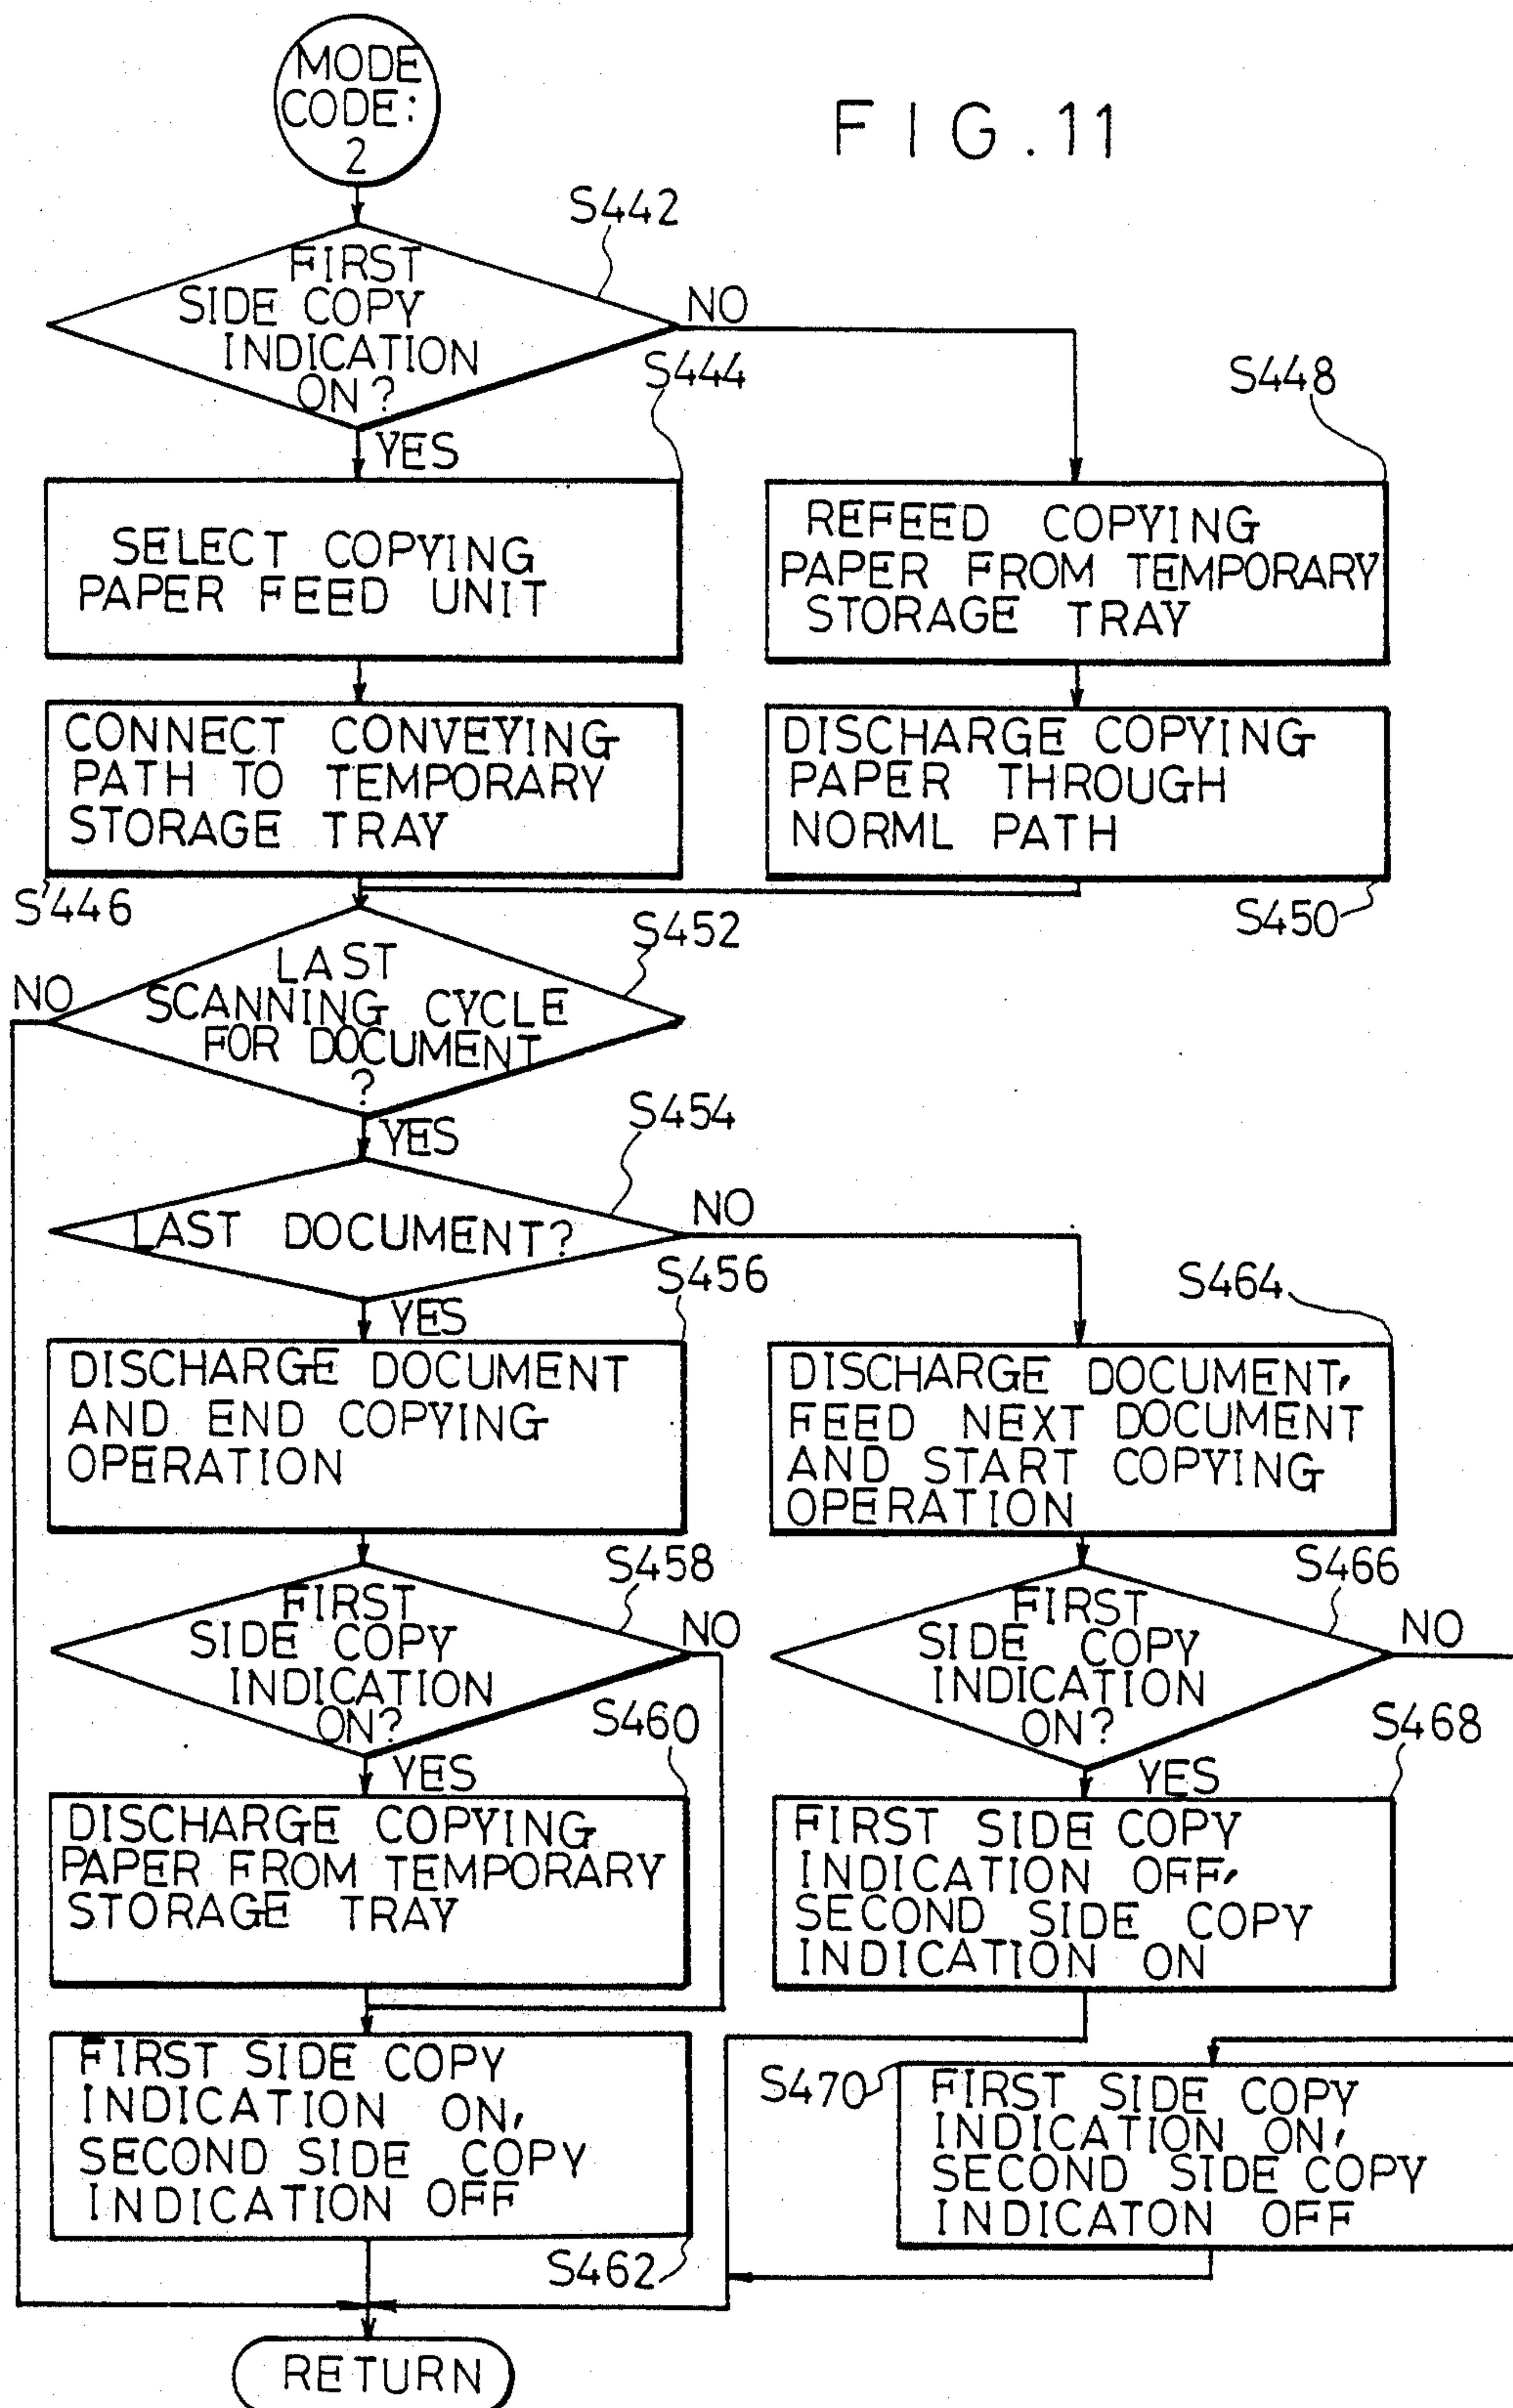 MODE
CODE:
2
FIG.11
S442
FIRST
SIDE COPY
INDICATION
ON?
NO
YES
S444
S448
SELECT COPYING
PAPER FEED UNIT
REFEED COPYING
PAPER FROM TEMPORARY
STORAGE TRAY
CONNECT CONVEYING
PATH TO TEMPORARY
STORAGE TRAY
S446
DISCHARGE COPYING
PAPER THROUGH
NORML PATH
S450
S452
LAST
SCANNING CYCLE
FOR DOCUMENT
?
NO
YES
S454
LAST DOCUMENT?
NO
YES
S456
S464
DISCHARGE DOCUMENT
AND END COPYING
OPERATION
DISCHARGE DOCUMENT,
FEED NEXT DOCUMENT
AND START COPYING
OPERATION
S458
FIRST
SIDE COPY
INDICATION
ON?
NO
YES
S466
FIRST
SIDE COPY
INDICATION
ON?
NO
YES
S460
DISCHARGE COPYING
PAPER FROM TEMPORARY
STORAGE TRAY
S468
FIRST SIDE COPY
INDICATION OFF,
SECOND SIDE COPY
INDICATION ON
FIRST SIDE COPY
INDICATION ON,
SECOND SIDE COPY
INDICATION OFF
S462
S470
FIRST SIDE COPY
INDICATION ON,
SECOND SIDE COPY
INDICATON OFF
RETURN